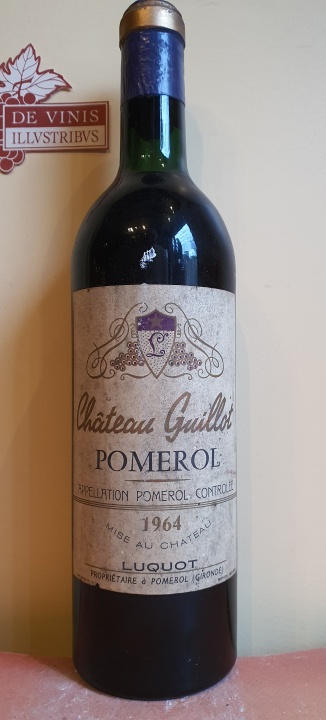 DE VINIS
ILLVSTRIBVS
L
Château Guillot
POMEROL
APPELLATION POMEROL CONTROLÉE
1964
MISE AU CHATEAU
LUQUOT
PROPRIÉTAIRE à POMEROL (GIRONDE)